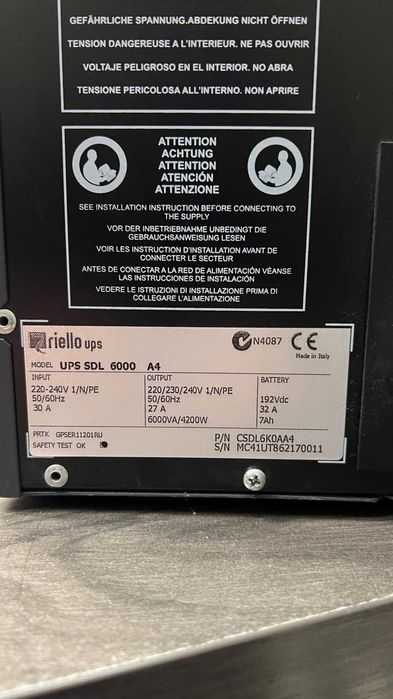 GEFÄHRLICHE SPANNUNG.ABDEKUNG NICHT ÖFFNEN
TENSION DANGEREUSE A L'INTERIEUR. NE PAS OUVRIR
VOLTAJE PELIGROSO EN EL INTERIOR. NO ABRA
TENSIONE PERICOLOSA ALL'INTERNO. NON APRIRE
ATTENTION
ACHTUNG
ATTENTION
ATENCIÓN
ATTENZIONE
SEE INSTALLATION INSTRUCTION BEFORE CONNECTING TO
THE SUPPLY
VOR DER INBETRIEBNAHME UNBEDINGT DIE
GEBRAUCHSANWEISUNG LESEN
VOIR LES INSTRUCTION D'INSTALLATION AVANT DE
CONNECTER LE SECTEUR
ANTES DE CONECTAR A LA RED DE ALIMENTACIÓN VÉANSE
LAS INSTRUCCIONES DE INSTALACIÓN
VEDERE LE ISTRUZIONI DI INSTALLAZIONE PRIMA DI
COLLEGARE L'ALIMENTAZIONE
riello ups
N4087 CE
Made in Italy
MODEL UPS SDL 6000 A4
INPUT OUTPUT BATTERY
220-240V 1/N/PE 220/230/240V 1/N/PE
50/60Hz 50/60Hz 192Vdc
30 A 27 A 32 A
6000VA/4200W 7Ah
PRTK GPSER11201RU P/N CSDL6K0AA4
SAFETY TEST OK S/N MC41UT862170011